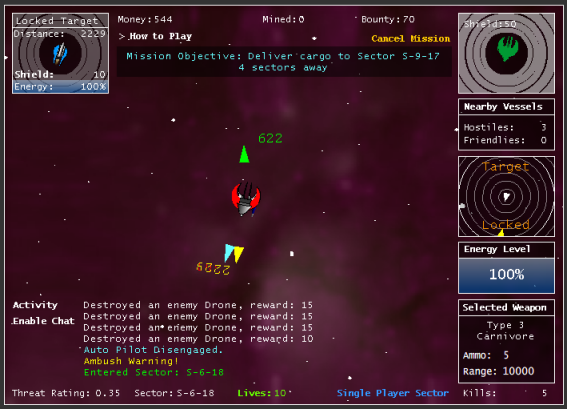 Locked Target
Distance: 2229
Shield: 10
Energy: 100%
Money:544
Mined:0
Bounty:70
> How to Play
Cancel Mission
Mission Objective: Deliver cargo to Sector S-9-17
4 sectors away
Shield:50
Nearby Vessels
Hostiles: 3
Friendlies: 0
622
Target
Locked
2229
Energy Level
100%
Selected Weapon
Type 3
Carnivore
Ammo: 5
Range: 10000
Activity
Enable Chat
Destroyed an enemy Drone, reward: 15
Destroyed an enemy Drone, reward: 15
Destroyed an enemy Drone, reward: 15
Destroyed an enemy Drone, reward: 10
Auto Pilot Disengaged.
Ambush Warning!
Entered Sector: S-6-18
Threat Rating: 0.35
Sector: S-6-18
Lives:10
Single Player Sector
Kills: 5